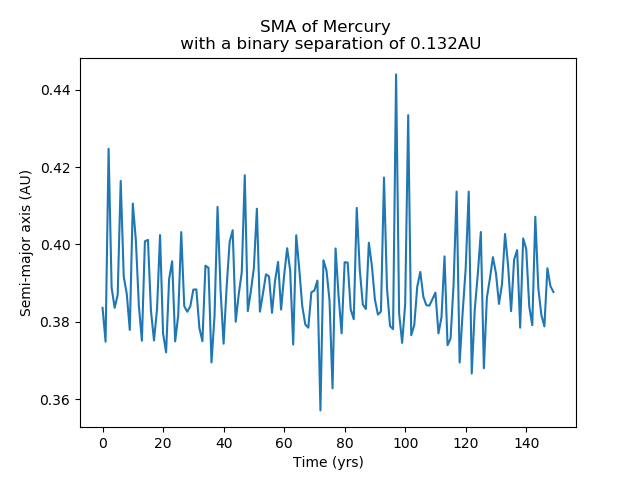 SMA of Mercury
with a binary separation of 0.132AU
0.44
0.42
0.40
0.38
0.36
Semi-major axis (AU)
0 20 40 60 80 100 120 140
Time (yrs)